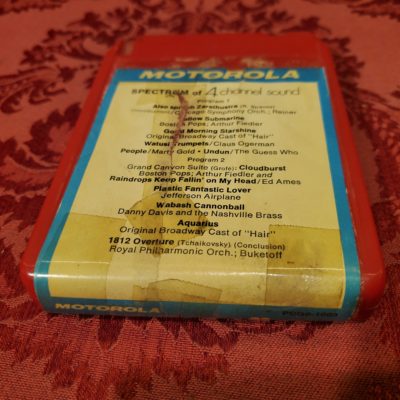 MOTOROLA
SPECTRUM of 4 channel sound
Program 1
Also sprach Zarathustra (R. Strauss)
Chicago Symphony Orch.; Reiner
Yellow Submarine
Boston Pops; Arthur Fiedler
Good Morning Starshine
Original Broadway Cast of "Hair"
Watusi Trumpets/Claus Ogerman
People/Marty Gold • Undun/The Guess Who
Program 2
Grand Canyon Suite (Grofe): Cloudburst
Boston Pops; Arthur Fiedler and
Raindrops Keep Fallin' on My Head/Ed Ames
Plastic Fantastic Lover
Jefferson Airplane
Wabash Cannonball
Danny Davis and the Nashville Brass
Aquarius
Original Broadway Cast of "Hair"
1812 Overture (Tchaikovsky) (Conclusion)
Royal Philharmonic Orch.; Buketoff
MOTOROLA